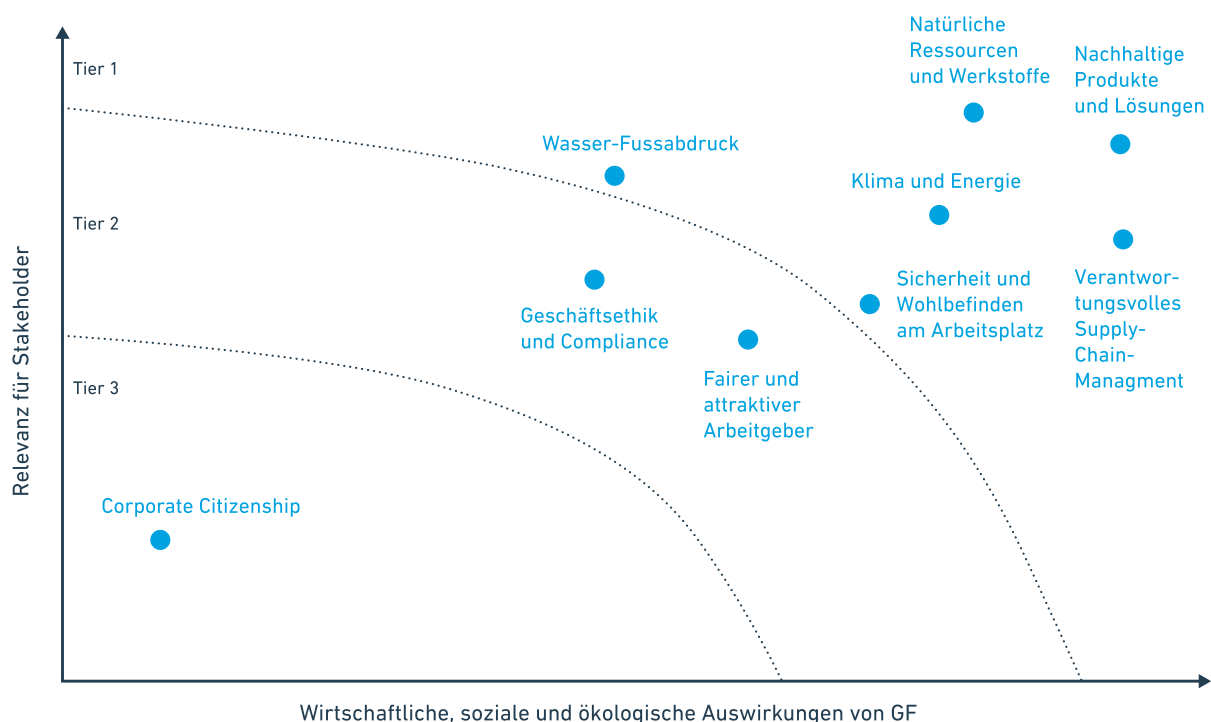 Natürliche
Ressourcen
und Werkstoffe
Nachhaltige
Produkte
und Lösungen
Tier 1
Wasser-Fussabdruck
Klima und Energie
Tier 2
Sicherheit und
Wohlbefinden
am Arbeitsplatz
Verantwor-
tungsvolles
Supply-
Chain-
Managment
Geschäftsethik
und Compliance
Fairer und
attraktiver
Arbeitgeber
Tier 3
Corporate Citizenship
Relevanz für Stakeholder
Wirtschaftliche, soziale und ökologische Auswirkungen von GF